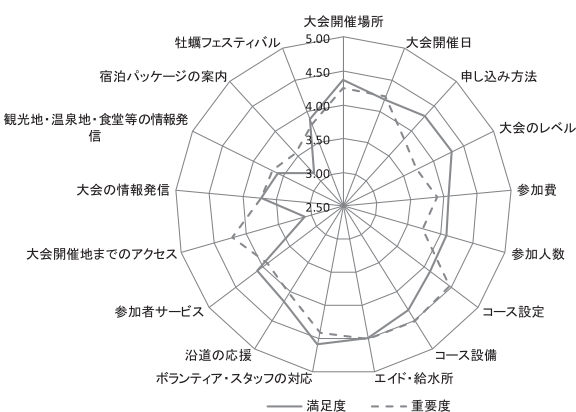 大会開催場所
5.00
牡蠣フェスティバル
大会開催日
4.50
宿泊パッケージの案内
申し込み方法
4.00
観光地・温泉地・食堂等の情報発
信
大会のレベル
3.50
3.00
大会の情報発信
参加費
2.50
大会開催地までのアクセス
参加人数
参加者サービス
コース設定
沿道の応援
コース設備
ボランティア・スタッフの対応
エイド・給水所
満足度
重要度